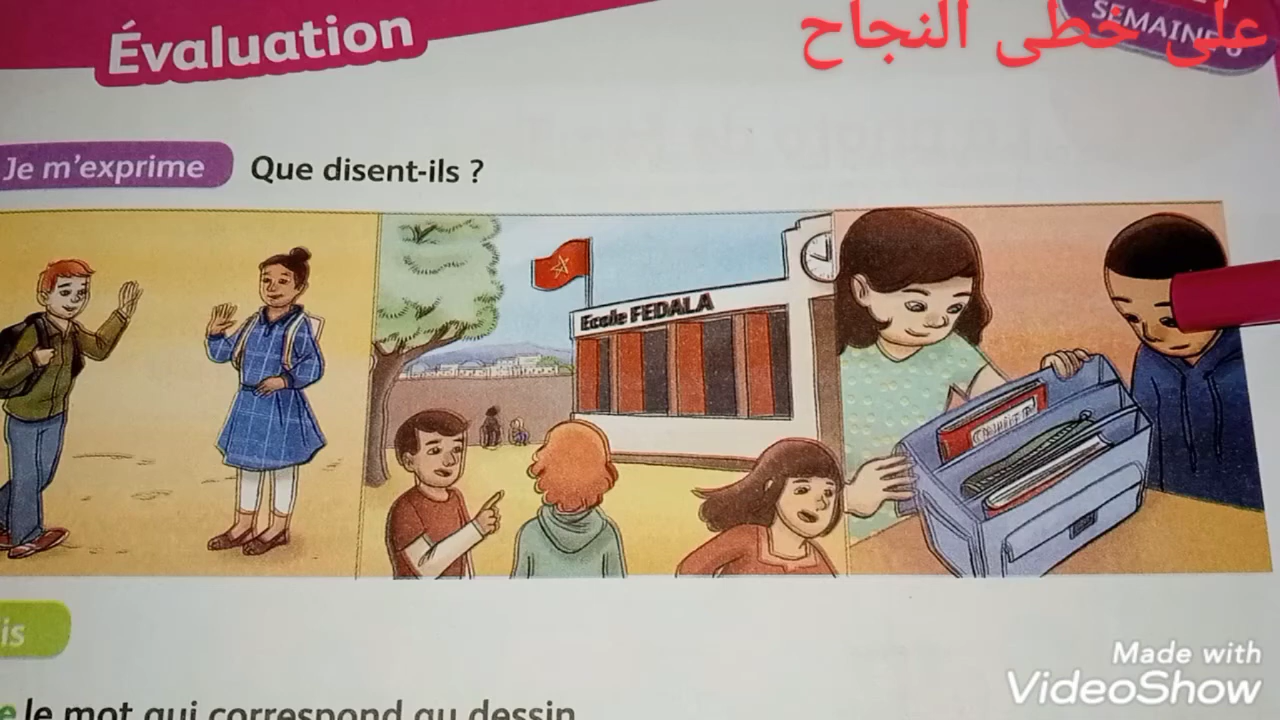 Évaluation
على خطى النجاح
SEMAINE
Je m'exprime Que disent-ils ?
Ecole FEDALA
is
e le mot qui correspond au dessin
Made with
VideoShow